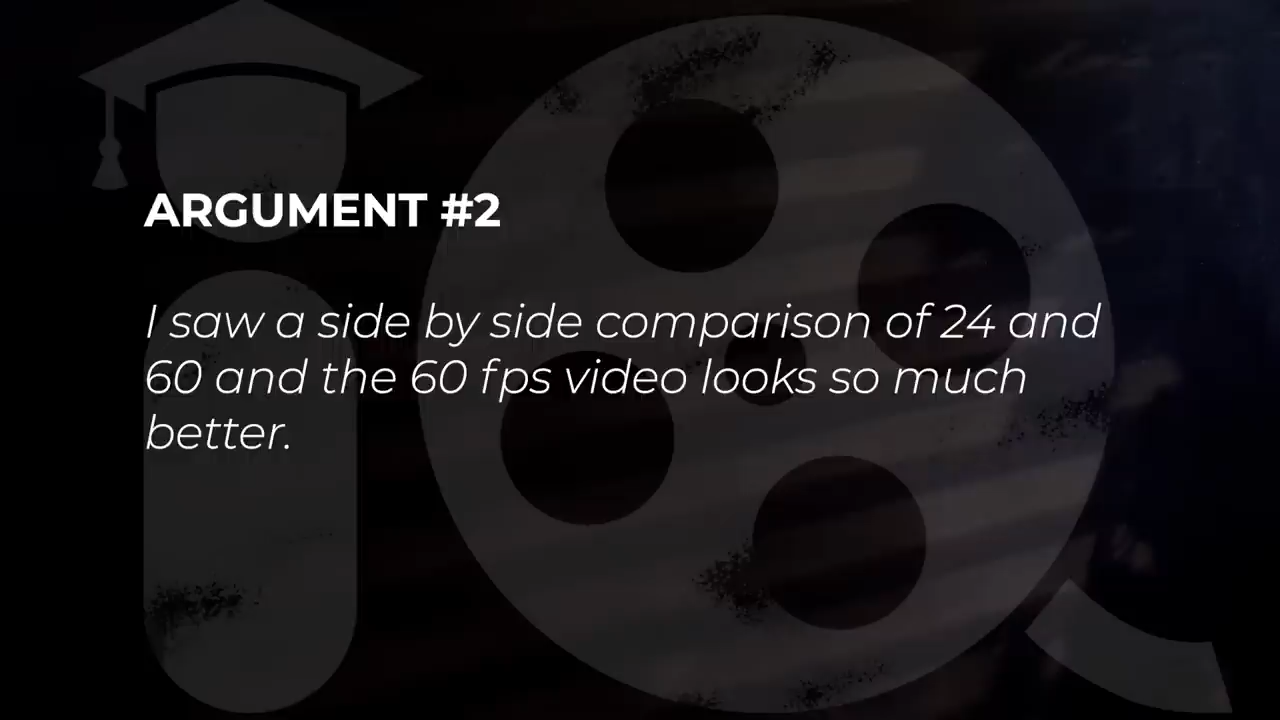 ARGUMENT #2
I saw a side by side comparison of 24 and
60 and the 60 fps video looks so much
better.